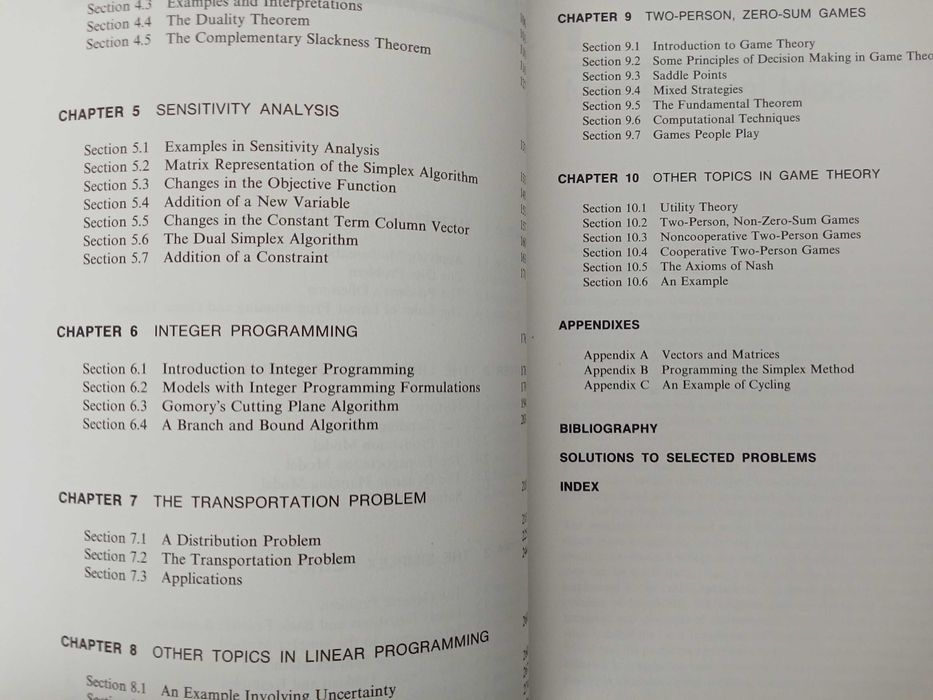 Section 4.3 Examples and Interpretations
Section 4.4 The Duality Theorem
Section 4.5 The Complementary Slackness Theorem
CHAPTER 5 SENSITIVITY ANALYSIS
Section 5.1 Examples in Sensitivity Analysis
Section 5.2 Matrix Representation of the Simplex Algorithm
Section 5.3 Changes in the Objective Function
Section 5.4 Addition of a New Variable
Section 5.5 Changes in the Constant Term Column Vector
Section 5.6 The Dual Simplex Algorithm
Section 5.7 Addition of a Constraint
CHAPTER 6 INTEGER PROGRAMMING
Section 6.1 Introduction to Integer Programming
Section 6.2 Models with Integer Programming Formulations
Section 6.3 Gomory's Cutting Plane Algorithm
Section 6.4 A Branch and Bound Algorithm
CHAPTER 7 THE TRANSPORTATION PROBLEM
Section 7.1 A Distribution Problem
Section 7.2 The Transportation Problem
Section 7.3 Applications
CHAPTER 8 OTHER TOPICS IN LINEAR PROGRAMMING
Section 8.1 An Example Involving Uncertainty
CHAPTER 9 TWO-PERSON, ZERO-SUM GAMES
Section 9.1 Introduction to Game Theory
Section 9.2 Some Principles of Decision Making in Game Theo
Section 9.3 Saddle Points
Section 9.4 Mixed Strategies
Section 9.5 The Fundamental Theorem
Section 9.6 Computational Techniques
Section 9.7 Games People Play
CHAPTER 10 OTHER TOPICS IN GAME THEORY
Section 10.1 Utility Theory
Section 10.2 Two-Person, Non-Zero-Sum Games
Section 10.3 Noncooperative Two-Person Games
Section 10.4 Cooperative Two-Person Games
Section 10.5 The Axioms of Nash
Section 10.6 An Example
APPENDIXES
Appendix A Vectors and Matrices
Appendix B Programming the Simplex Method
Appendix C An Example of Cycling
BIBLIOGRAPHY
SOLUTIONS TO SELECTED PROBLEMS
INDEX